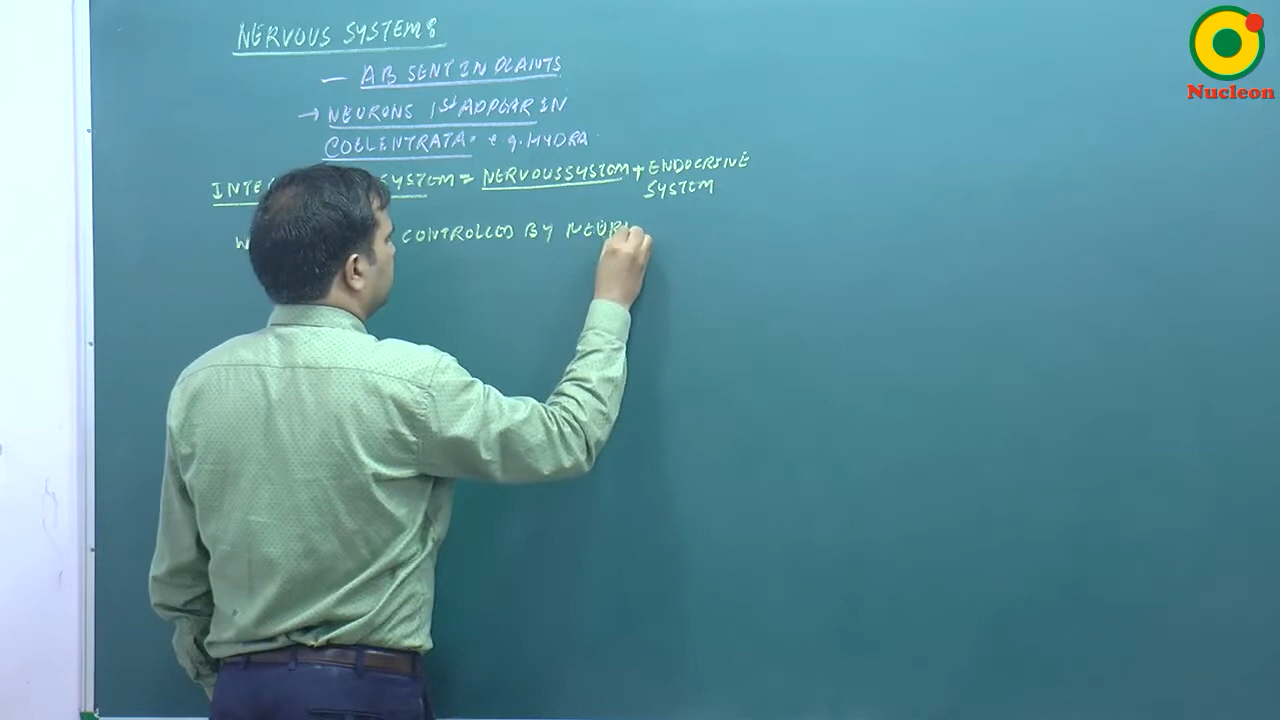 NERVOUS SYSTEM:
— ABSENT IN PLANTS
→ NEURONS 1st APPEAR IN
COELENTRATA. e.g. HYDRA
INTE SYSTEM = NERVOUS SYSTEM + ENDOCRINE
SYSTEM
W CONTROLLED BY NEUR
Nucleon